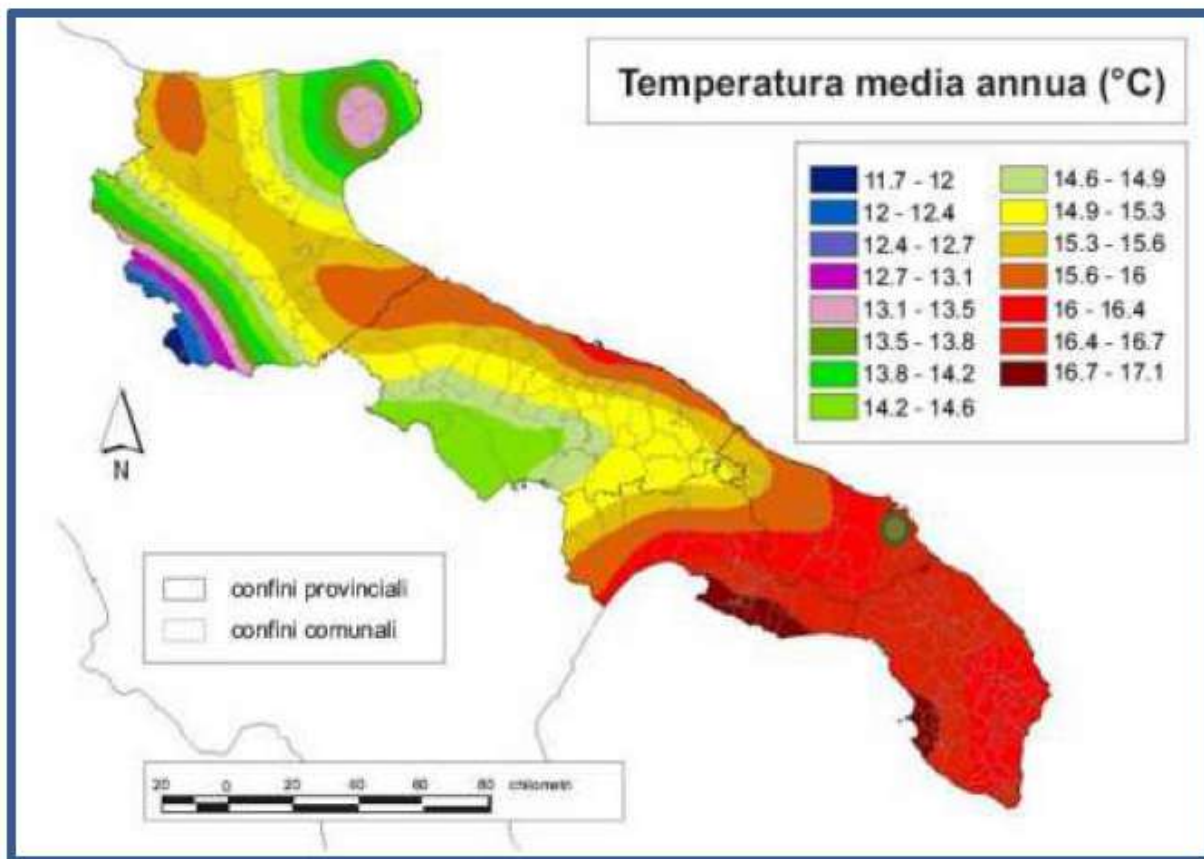 Temperatura media annua (°C)
11.7 - 12
12 - 12.4
12.4 - 12.7
12.7 - 13.1
13.1 - 13.5
13.5 - 13.8
13.8 - 14.2
14.2 - 14.6
14.6 - 14.9
14.9 - 15.3
15.3 - 15.6
15.6 - 16
16 - 16.4
16.4 - 16.7
16.7 - 17.1
N
confini provinciali
confini comunali
20 0 20 40 60 80 chilometri